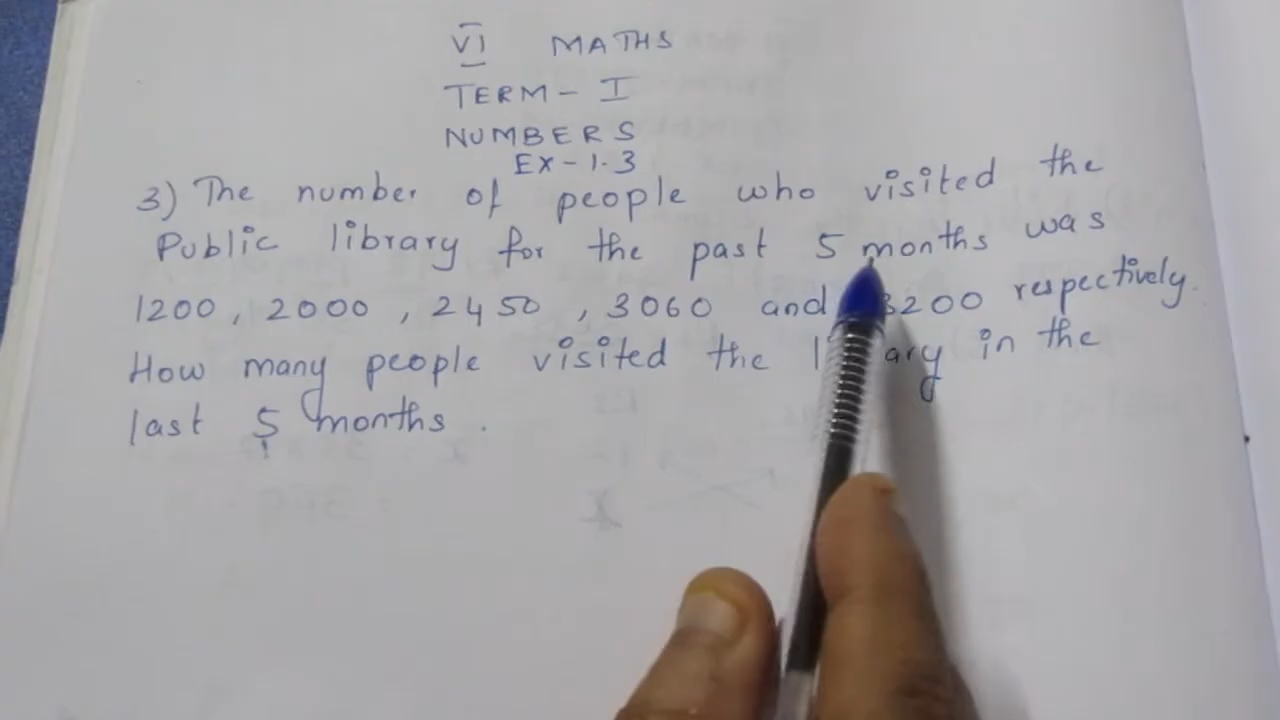 VI MATHS
TERM - I
NUMBERS
EX - 1.3
3) The number of people who visited the
Public library for the past 5 months was
1200, 2000, 2450, 3060 and 3200 respectively.
How many people visited the in the
last 5 months.